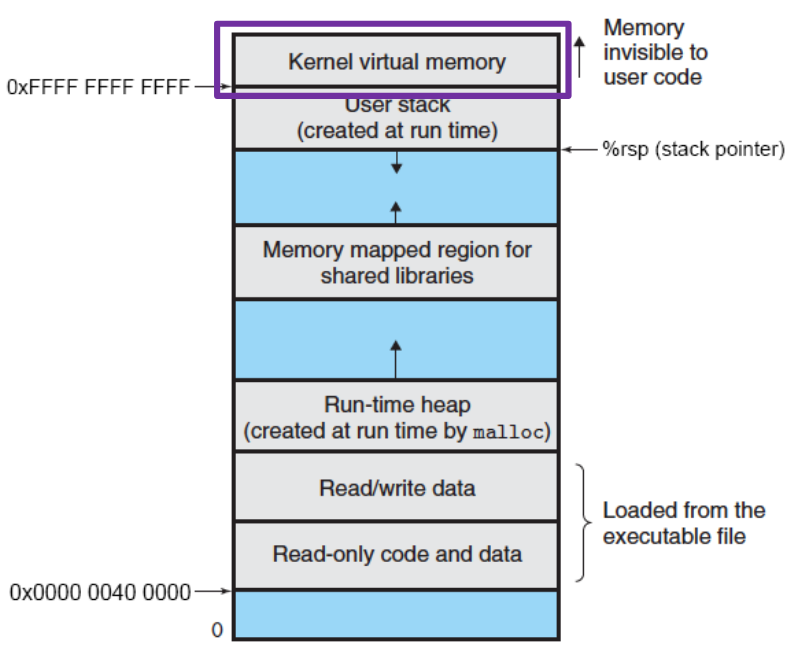 Kernel virtual memory
Memory
invisible to
user code
0xFFFF FFFF FFFF
User stack
(created at run time)
%rsp (stack pointer)
Memory mapped region for
shared libraries
Run-time heap
(created at run time by malloc)
Read/write data
Loaded from the
executable file
Read-only code and data
0x0000 0040 0000
0